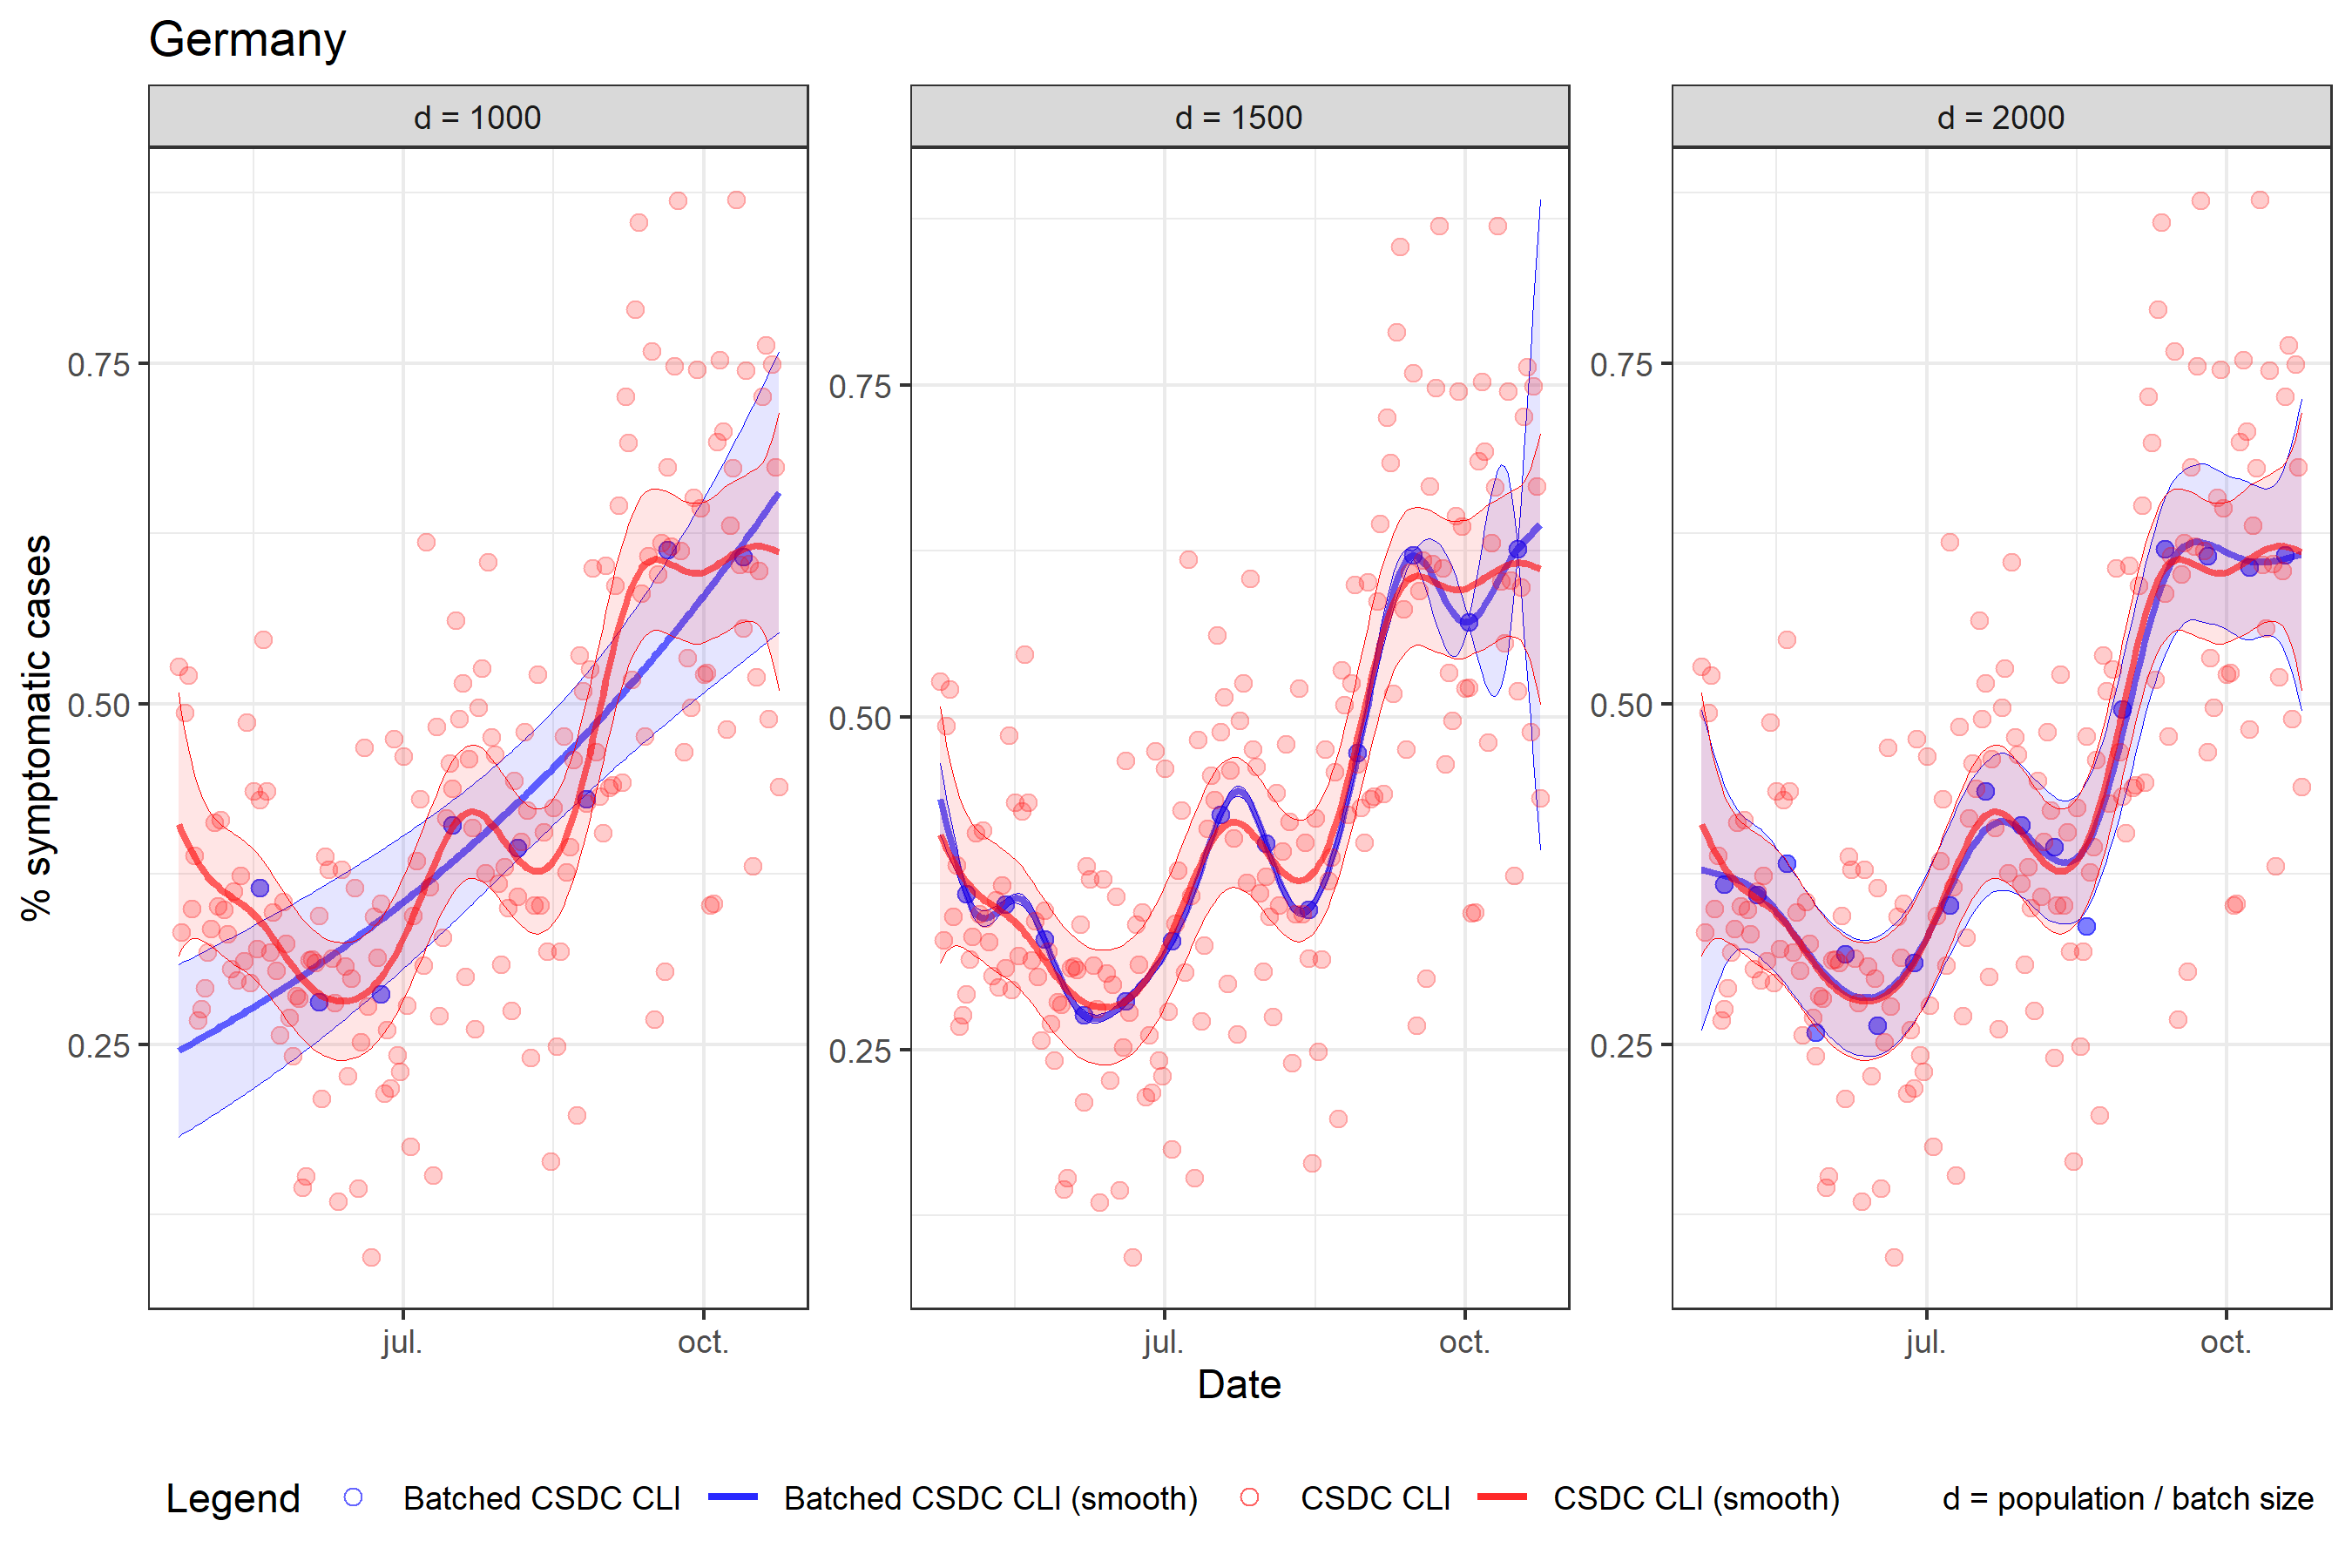 Germany
d = 1000
d = 1500
d = 2000
% symptomatic cases
0.75
0.50
0.25
0.75
0.50
0.25
0.75
0.50
0.25
jul.
oct.
jul.
oct.
jul.
oct.
Date
Legend
Batched CSDC CLI
Batched CSDC CLI (smooth)
CSDC CLI
CSDC CLI (smooth)
d = population / batch size